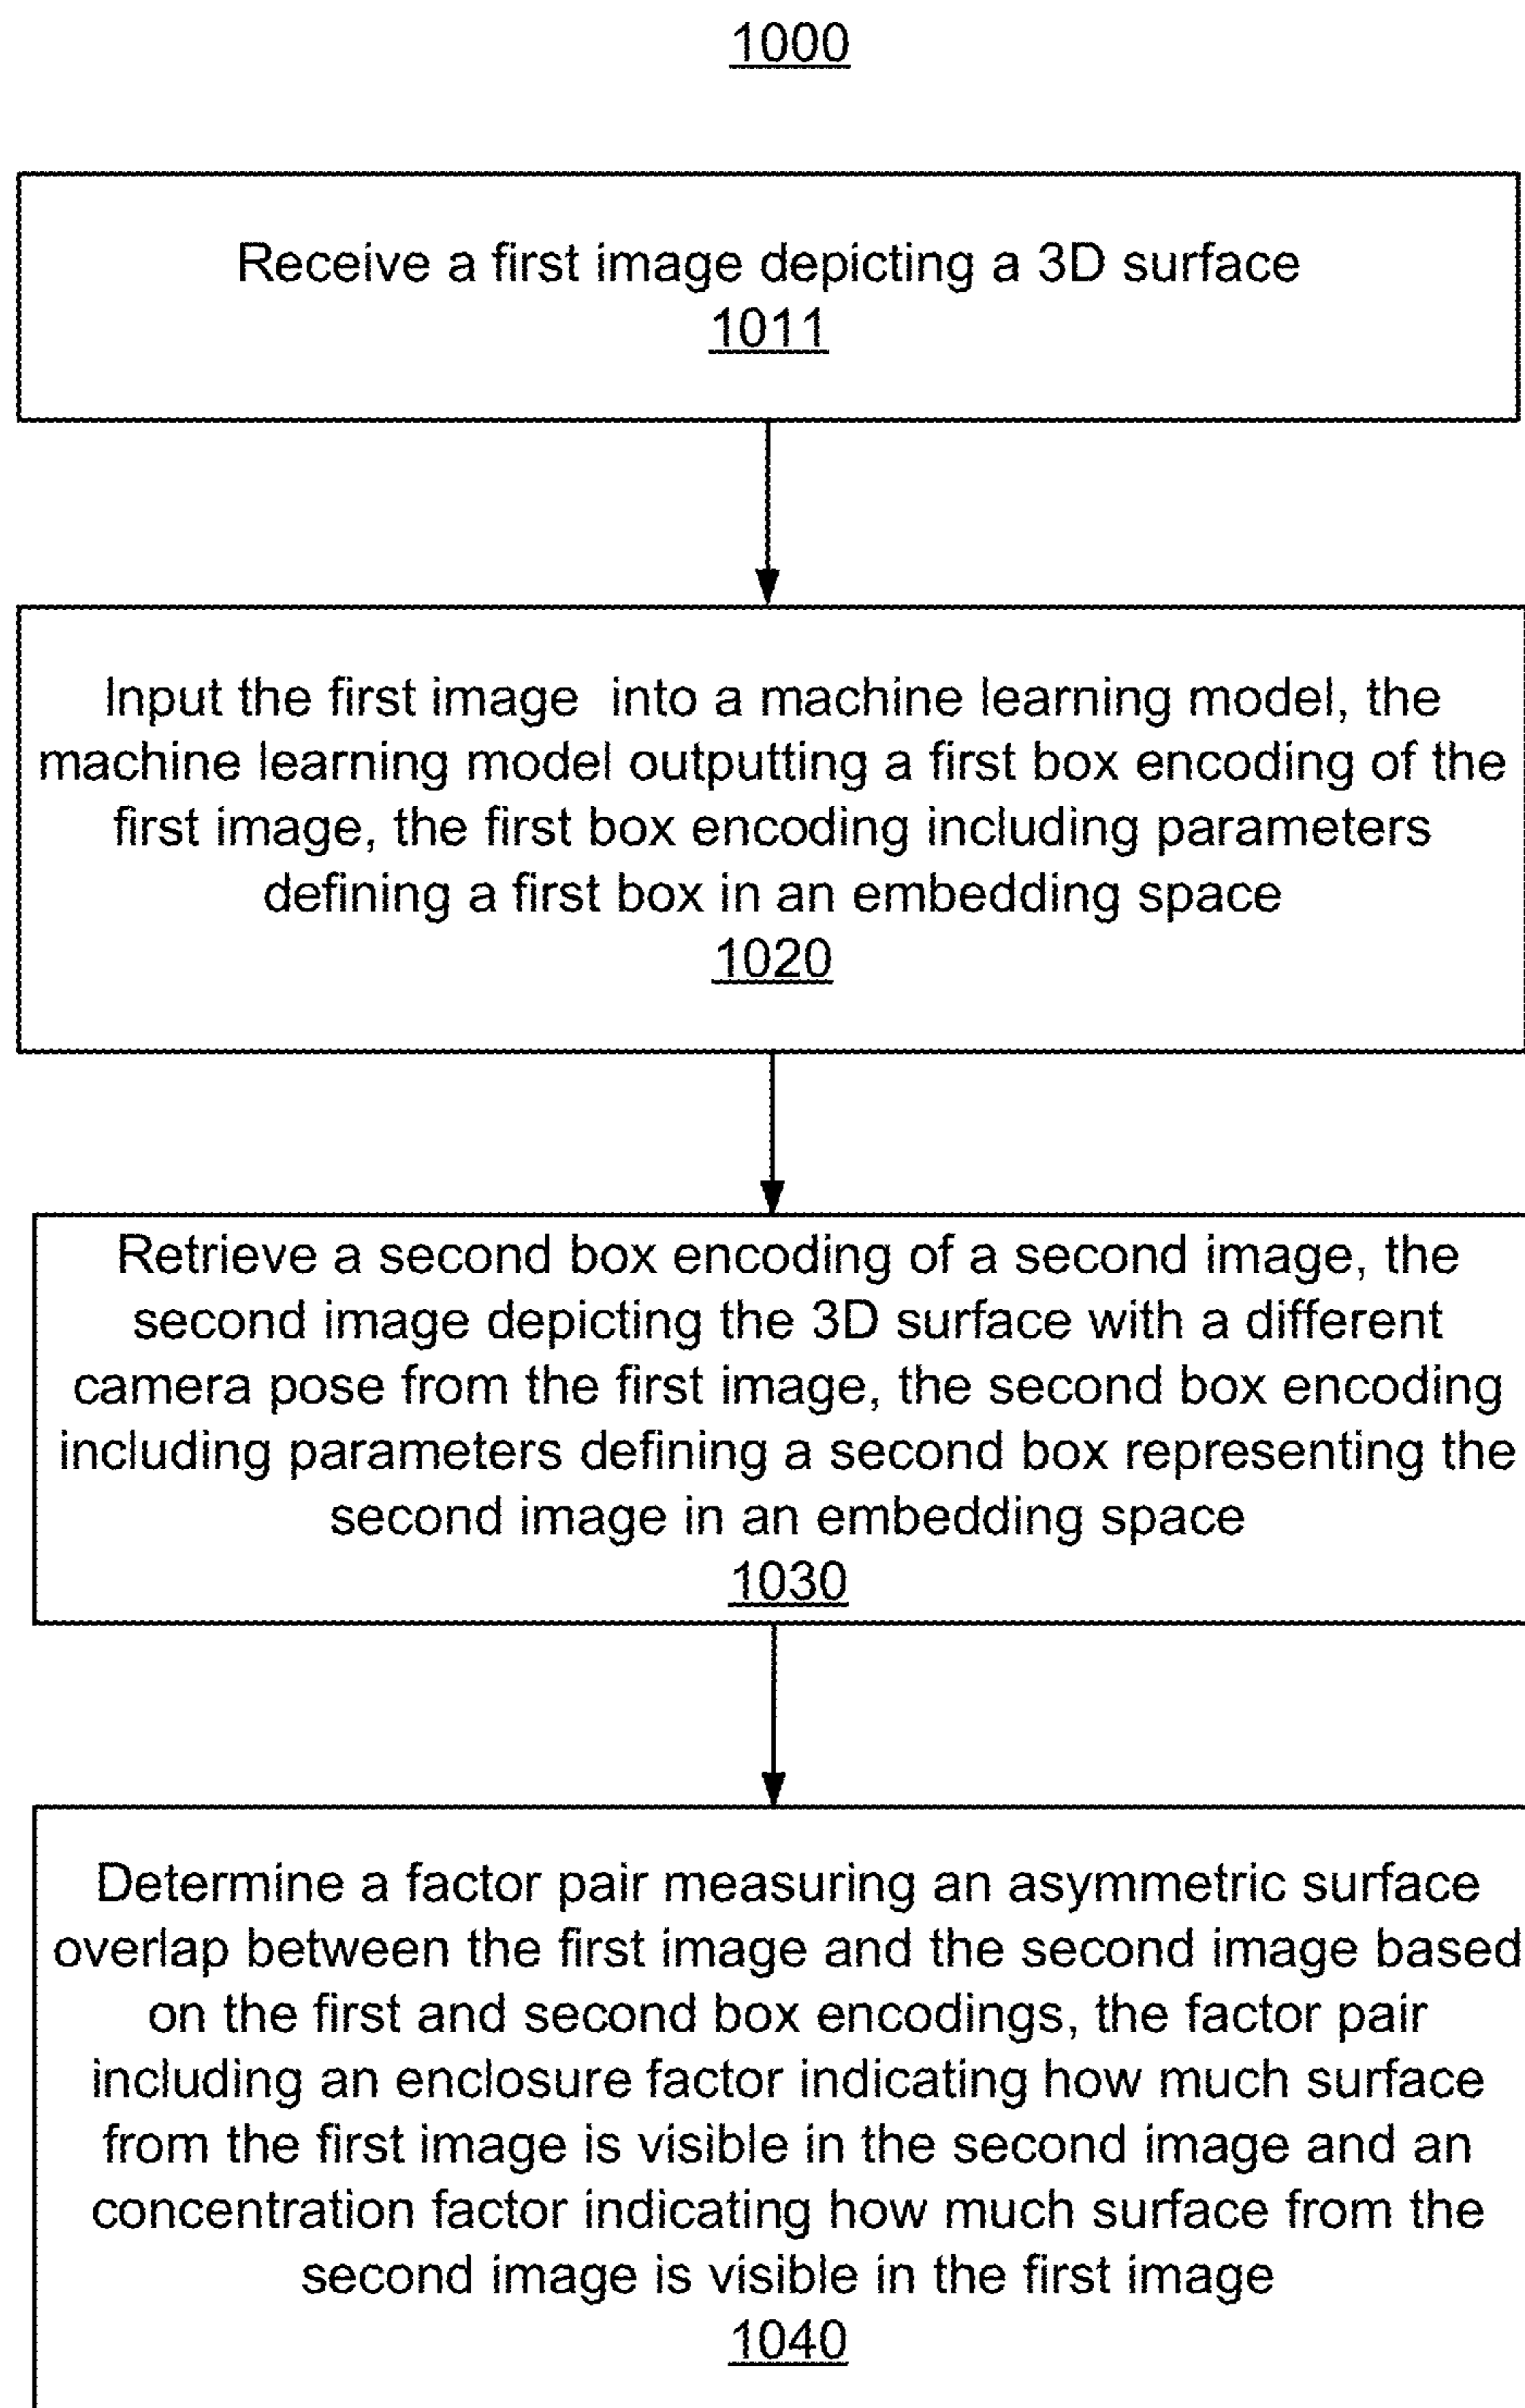 1000
Receive a first image depicting a 3D surface
1011
Input the first image into a machine learning model, the
machine learning model outputting a first box encoding of the
first image, the first box encoding including parameters
defining a first box in an embedding space
1020
Retrieve a second box encoding of a second image, the
second image depicting the 3D surface with a different
camera pose from the first image, the second box encoding
including parameters defining a second box representing the
second image in an embedding space
1030
Determine a factor pair measuring an asymmetric surface
overlap between the first image and the second image based
on the first and second box encodings, the factor pair
including an enclosure factor indicating how much surface
from the first image is visible in the second image and an
concentration factor indicating how much surface from the
second image is visible in the first image
1040